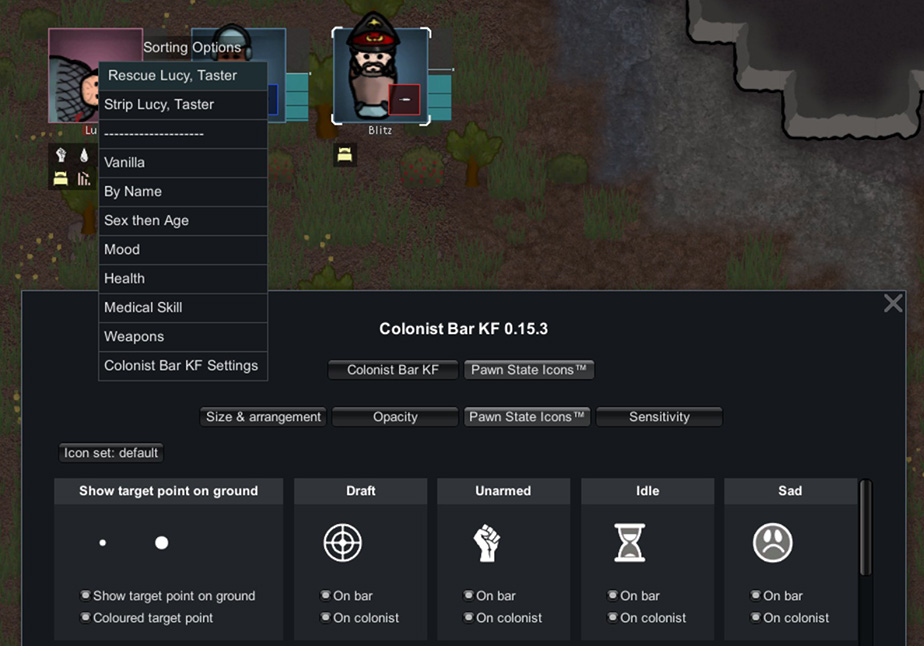 Sorting Options
Rescue Lucy, Taster
Strip Lucy, Taster
--------------------
Vanilla
By Name
Sex then Age
Mood
Health
Medical Skill
Weapons
Colonist Bar KF Settings
Lu
Blitz
Colonist Bar KF 0.15.3
Colonist Bar KF
Pawn State Icons™
Size & arrangement
Opacity
Pawn State Icons™
Sensitivity
Icon set: default
Show target point on ground
Draft
Unarmed
Idle
Sad
Show target point on ground
On bar
On bar
On bar
On bar
Coloured target point
On colonist
On colonist
On colonist
On colonist